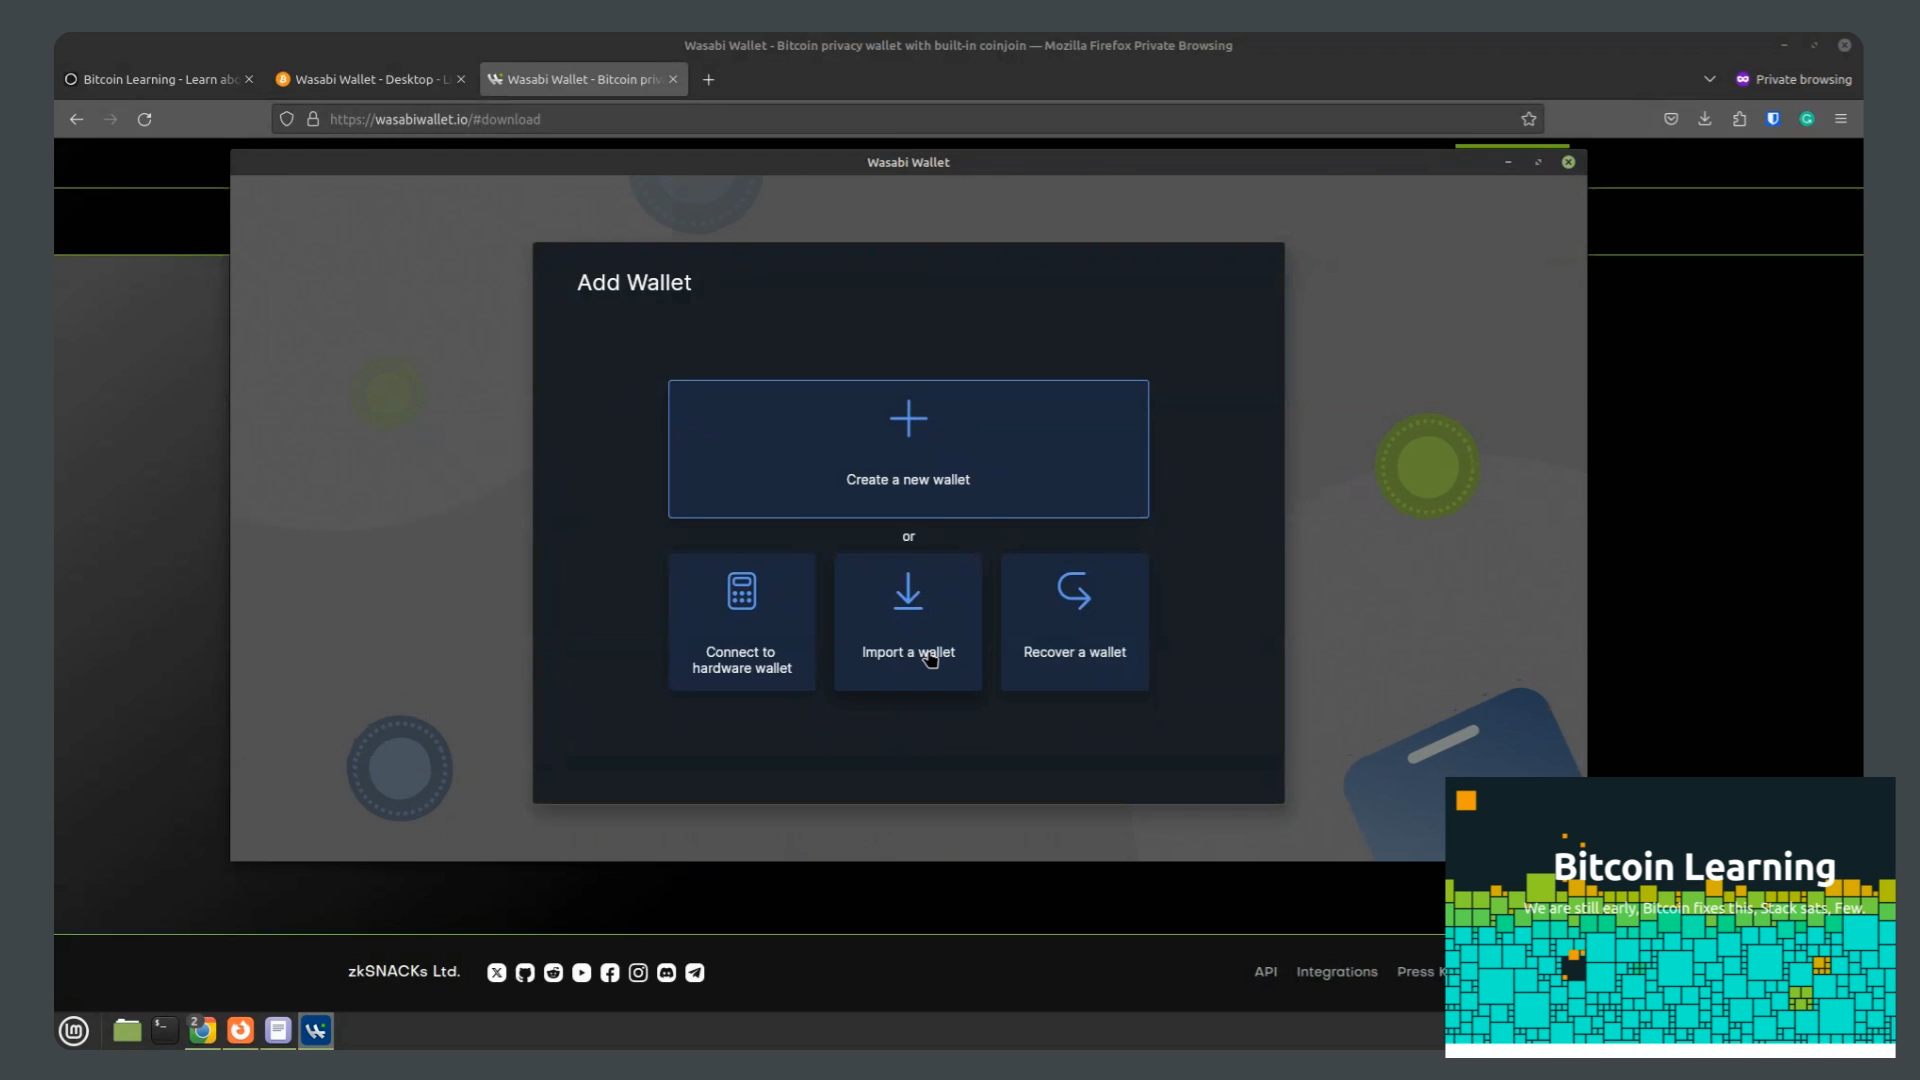 Wasabi Wallet - Bitcoin privacy wallet with built-in coinjoin — Mozilla Firefox Private Browsing
Bitcoin Learning - Learn abo
Wasabi Wallet - Desktop - L
Wasabi Wallet - Bitcoin priv
Private browsing
https://wasabiwallet.io/#download
Wasabi Wallet
Add Wallet
Create a new wallet
or
Connect to
hardware wallet
Import a wallet
Recover a wallet
Bitcoin Learning
We are still early, Bitcoin fixes this, Stack sats, Few.
zkSNACKs Ltd.
API
Integrations
Press K
2